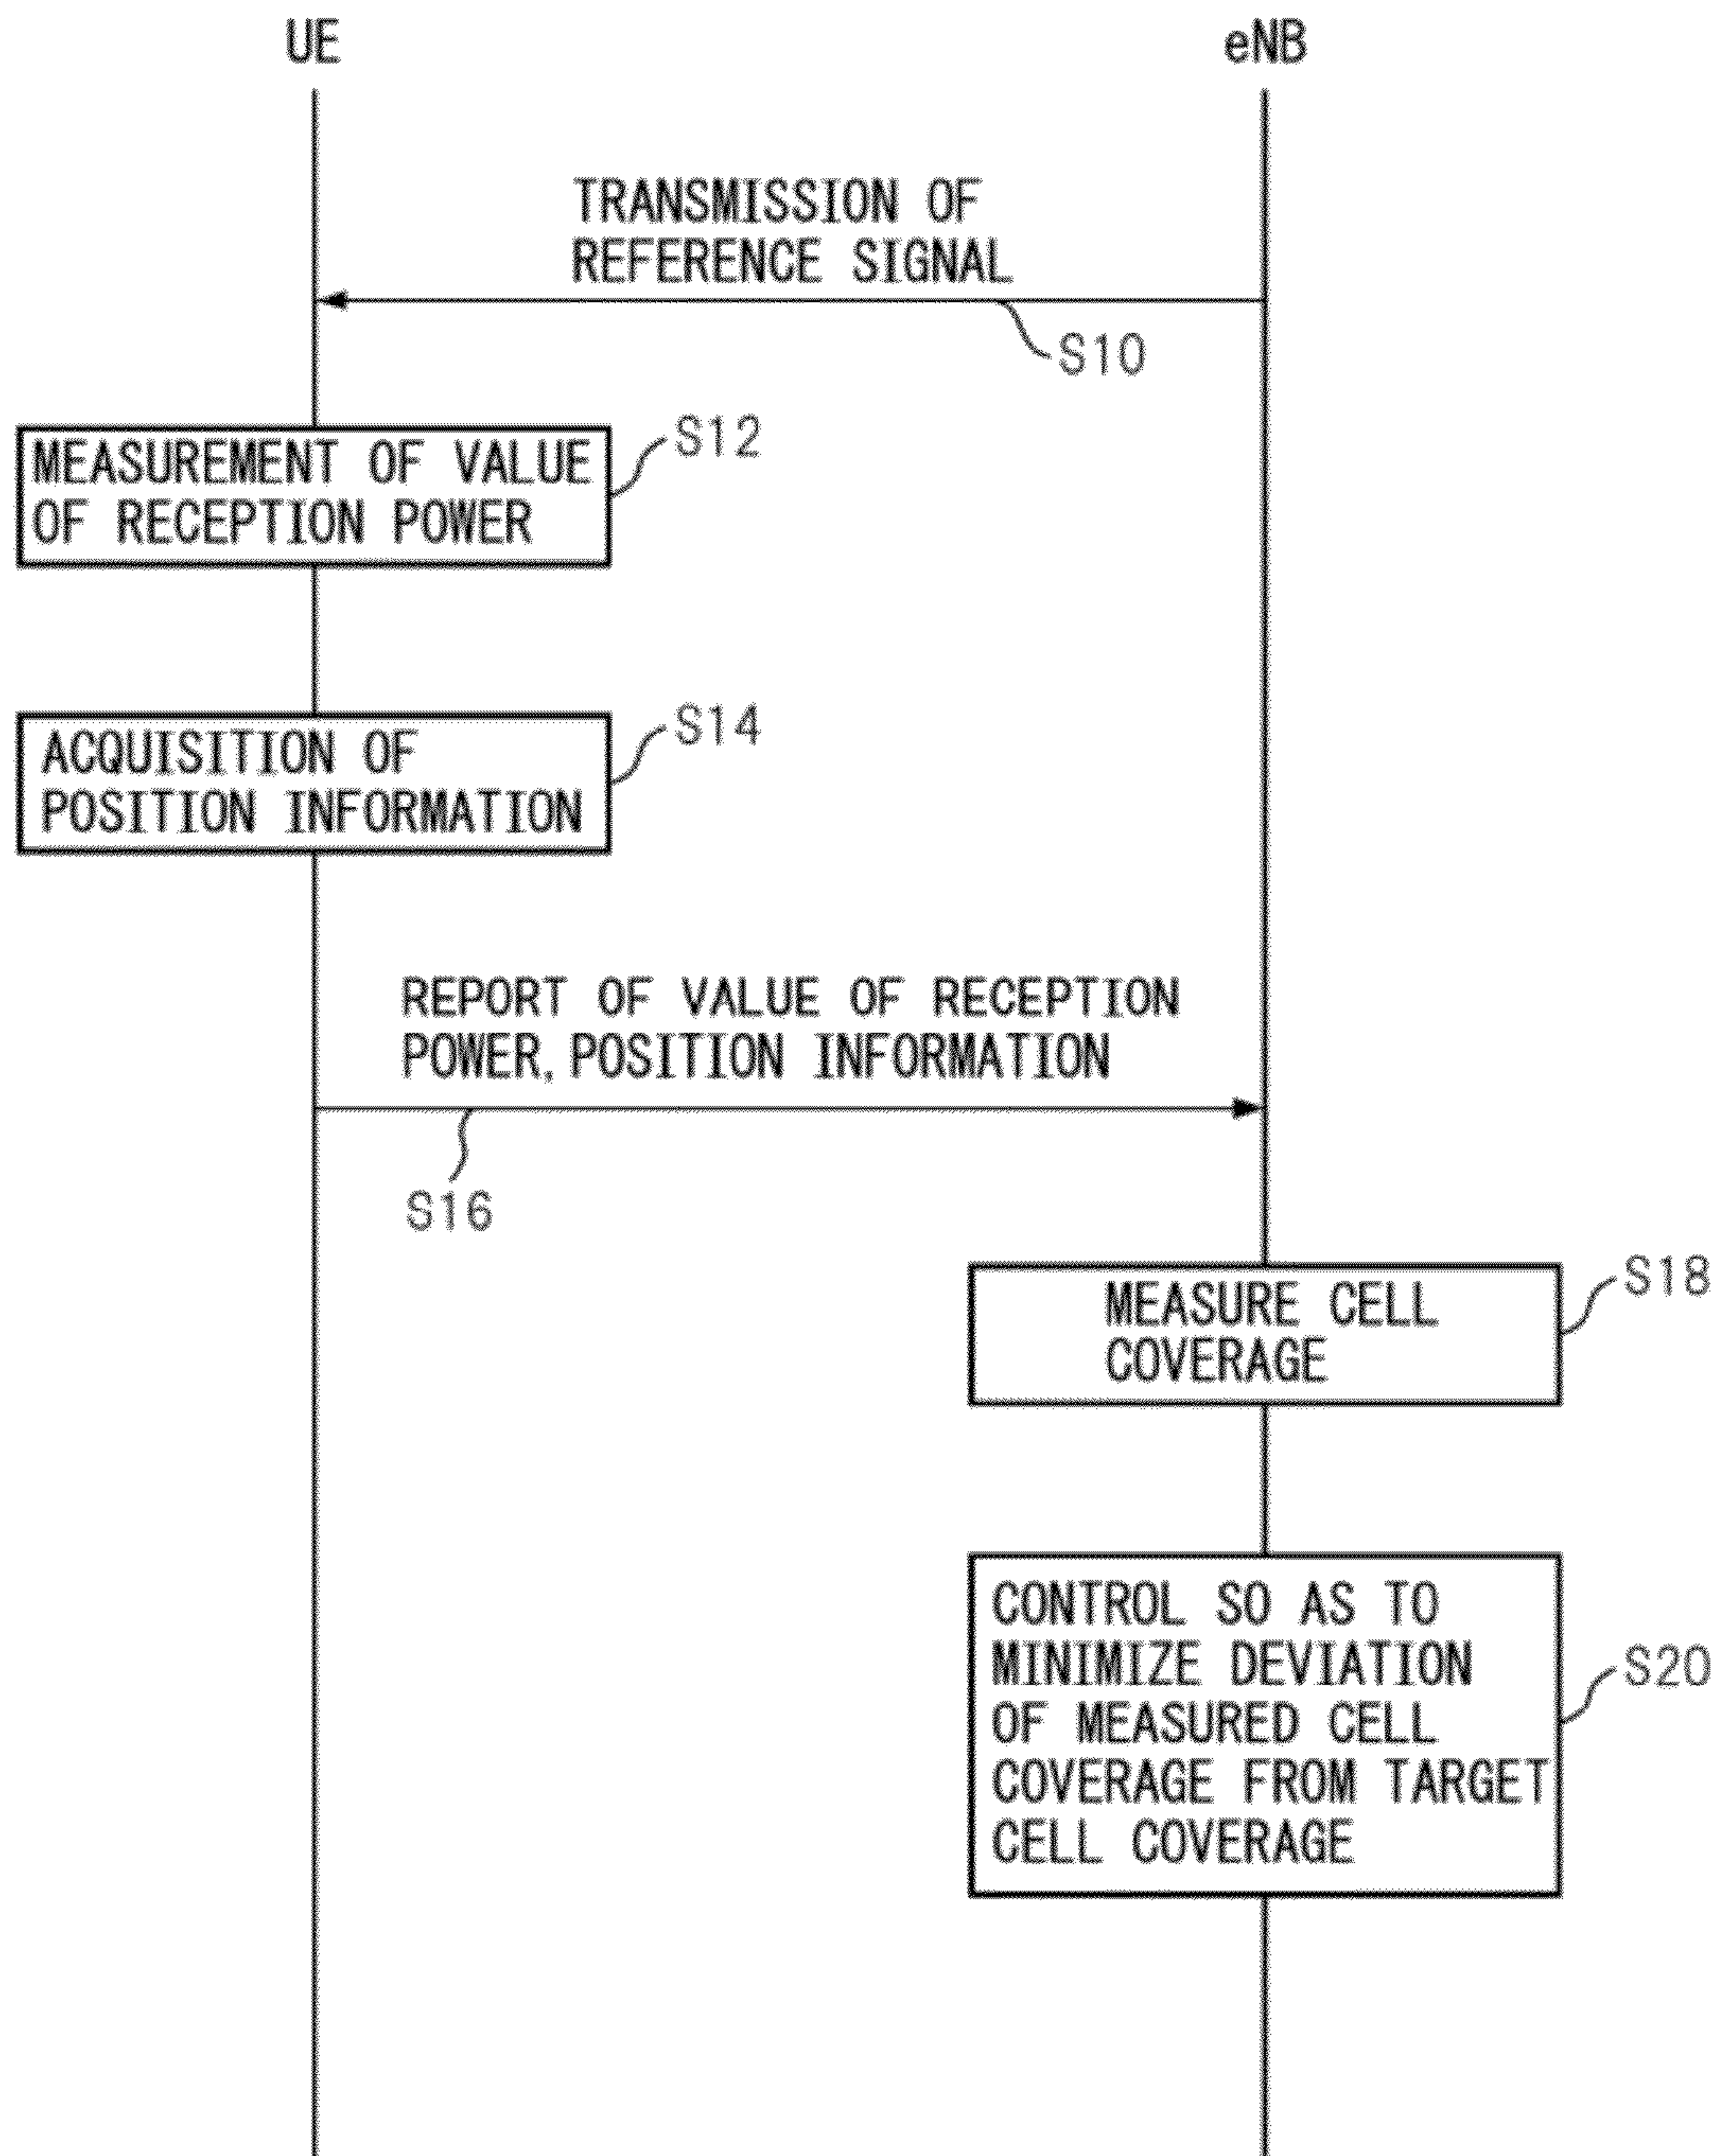 UE
eNB
TRANSMISSION OF
REFERENCE SIGNAL
S10
MEASUREMENT OF VALUE
OF RECEPTION POWER
S12
ACQUISITION OF
POSITION INFORMATION
S14
REPORT OF VALUE OF RECEPTION
POWER, POSITION INFORMATION
S16
MEASURE CELL
COVERAGE
S18
CONTROL SO AS TO
MINIMIZE DEVIATION
OF MEASURED CELL
COVERAGE FROM TARGET
CELL COVERAGE
S20